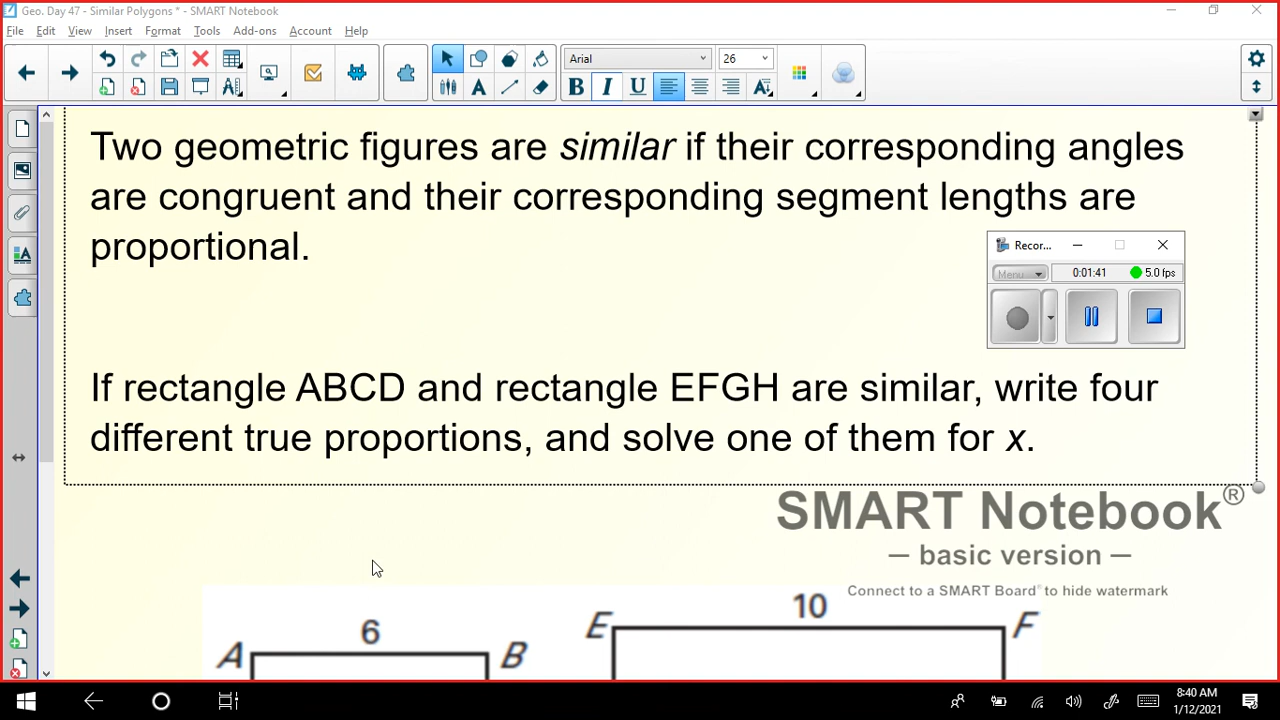 Geo. Day 47 - Similar Polygons * - SMART Notebook
File Edit View Insert Format Tools Add-ons Account Help
Arial 26
B I U
Two geometric figures are similar if their corresponding angles
are congruent and their corresponding segment lengths are
proportional.
Recor...
Menu 0:01:41 5.0 fps
If rectangle ABCD and rectangle EFGH are similar, write four
different true proportions, and solve one of them for x.
SMART Notebook®
— basic version —
Connect to a SMART Board® to hide watermark
6 10
A B E F
8:40 AM
1/12/2021